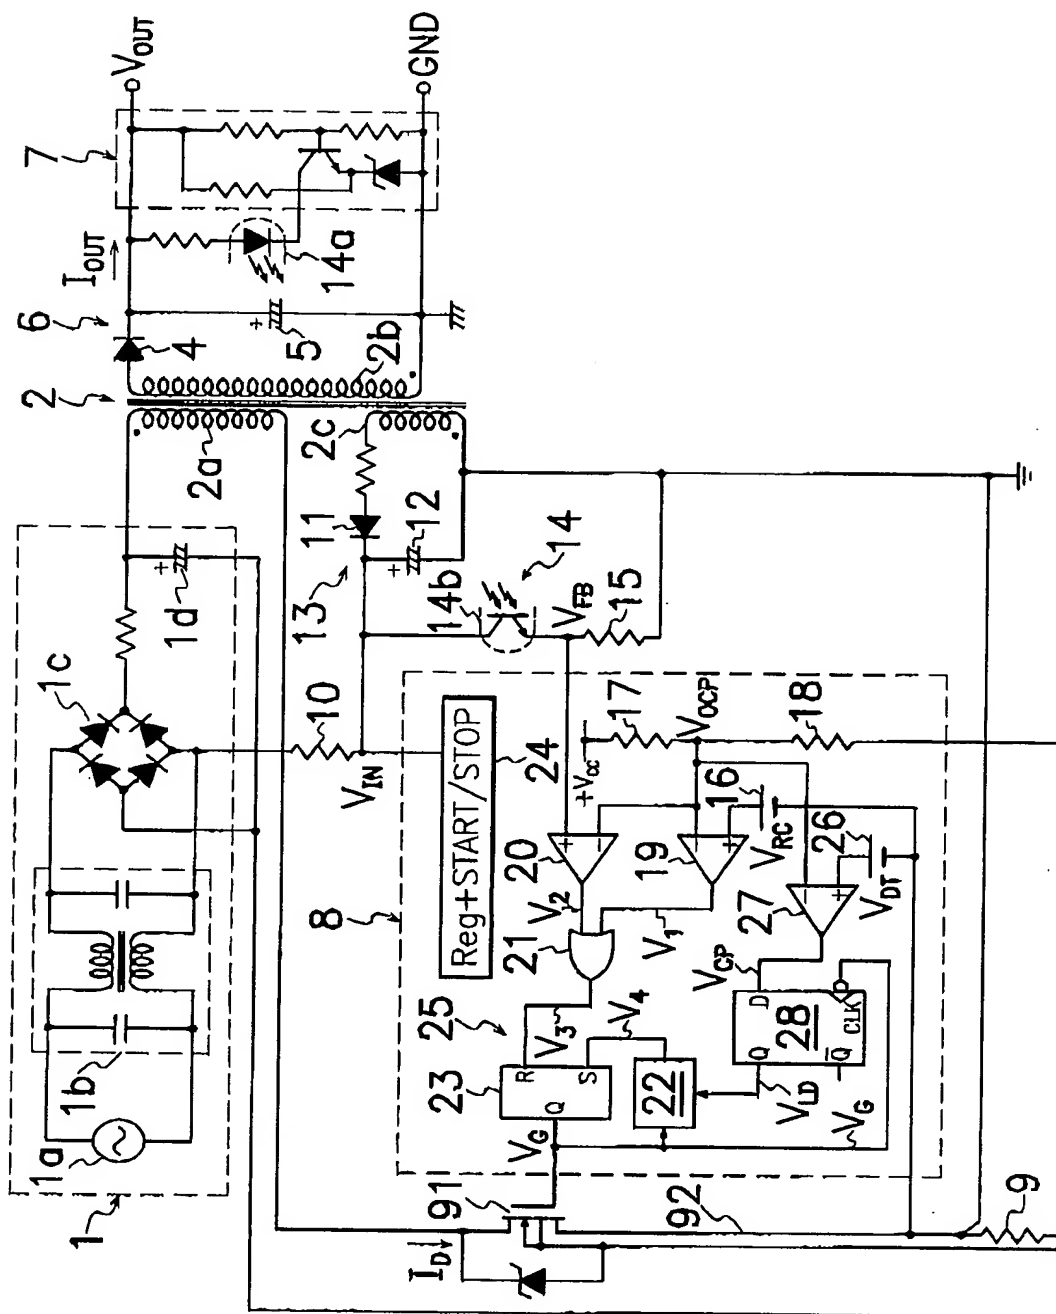 V_OUT
GND
7
I_OUT
14a
6
4
5
2b
2
2a
2c
11
12
13
14b
14
V_FB
15
1
1a
1b
1c
1d
10
V_IN
8
Reg+START/STOP
24
+Vcc
17
V_OCP
18
20
V_2
21
V_1
19
16
V_RC
26
V_DT
27
V_CP
25
V_3
V_4
23
R
S
Q
22
D
Q
28
CLK
Q̅
V_LD
V_G
V_G
91
I_D
92
9